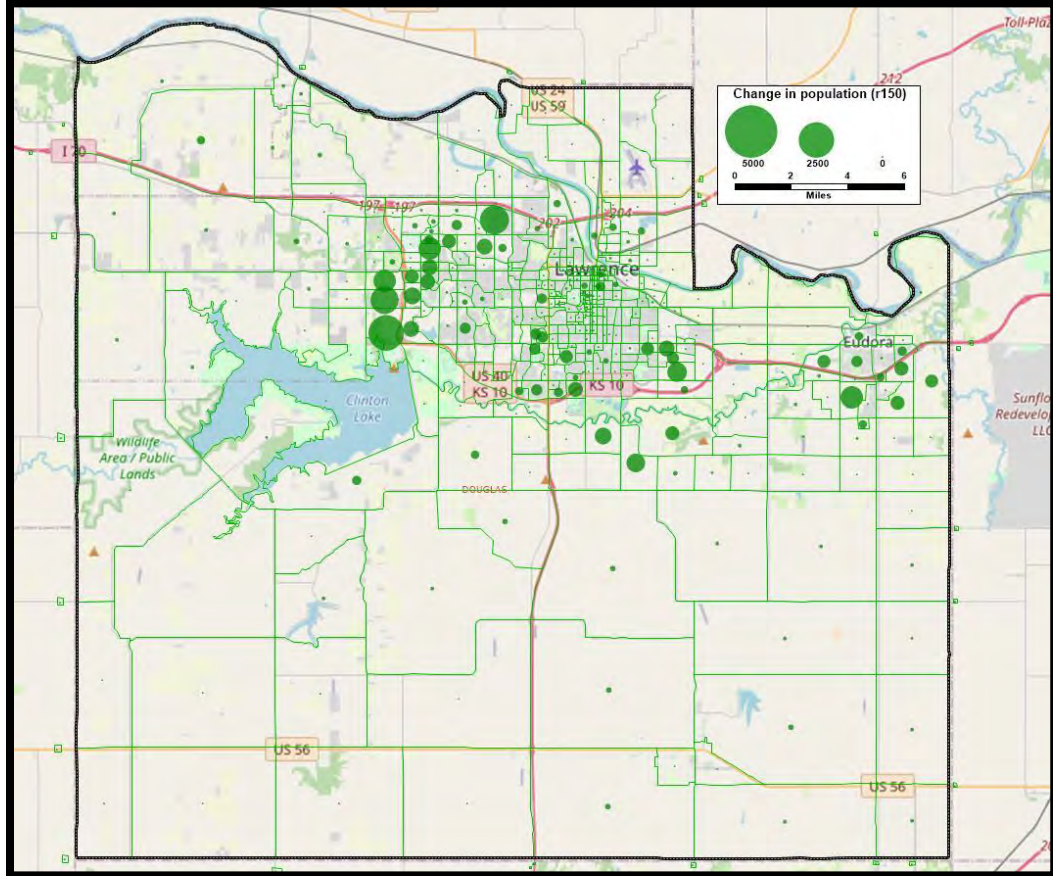 Toll-Plaz
212
US 24
US 59
Change in population (r150)
5000 2500 0
0 2 4 6
Miles
I 70
197 197
202
204
Lawrence
Eudora
US 40
KS 10
KS 10
Clinton
Lake
Wildlife
Area / Public
Lands
Sunflo
Redevelop
LLC
DOUGLAS
US 56
US 56